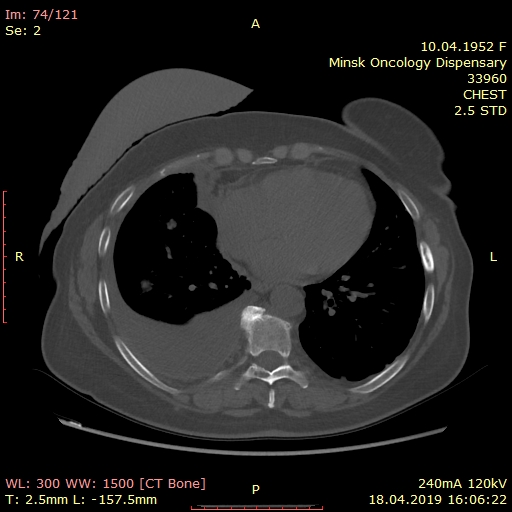 Im: 74/121
Se: 2
A
10.04.1952 F
Minsk Oncology Dispensary
33960
CHEST
2.5 STD
R
L
WL: 300 WW: 1500 [CT Bone]
T: 2.5mm L: -157.5mm
P
240mA 120kV
18.04.2019 16:06:22